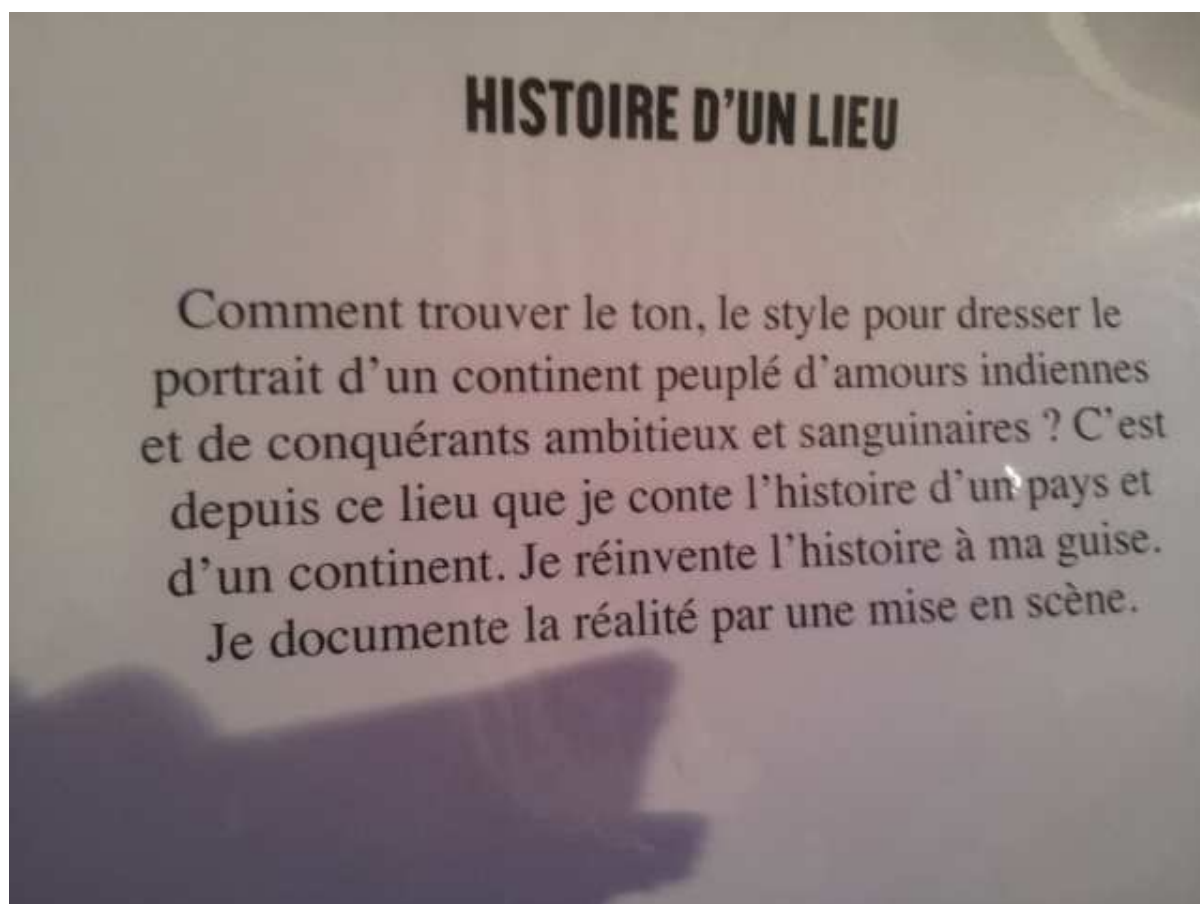 HISTOIRE D'UN LIEU
Comment trouver le ton, le style pour dresser le
portrait d'un continent peuplé d'amours indiennes
et de conquérants ambitieux et sanguinaires ? C'est
depuis ce lieu que je conte l'histoire d'un pays et
d'un continent. Je réinvente l'histoire à ma guise.
Je documente la réalité par une mise en scène.